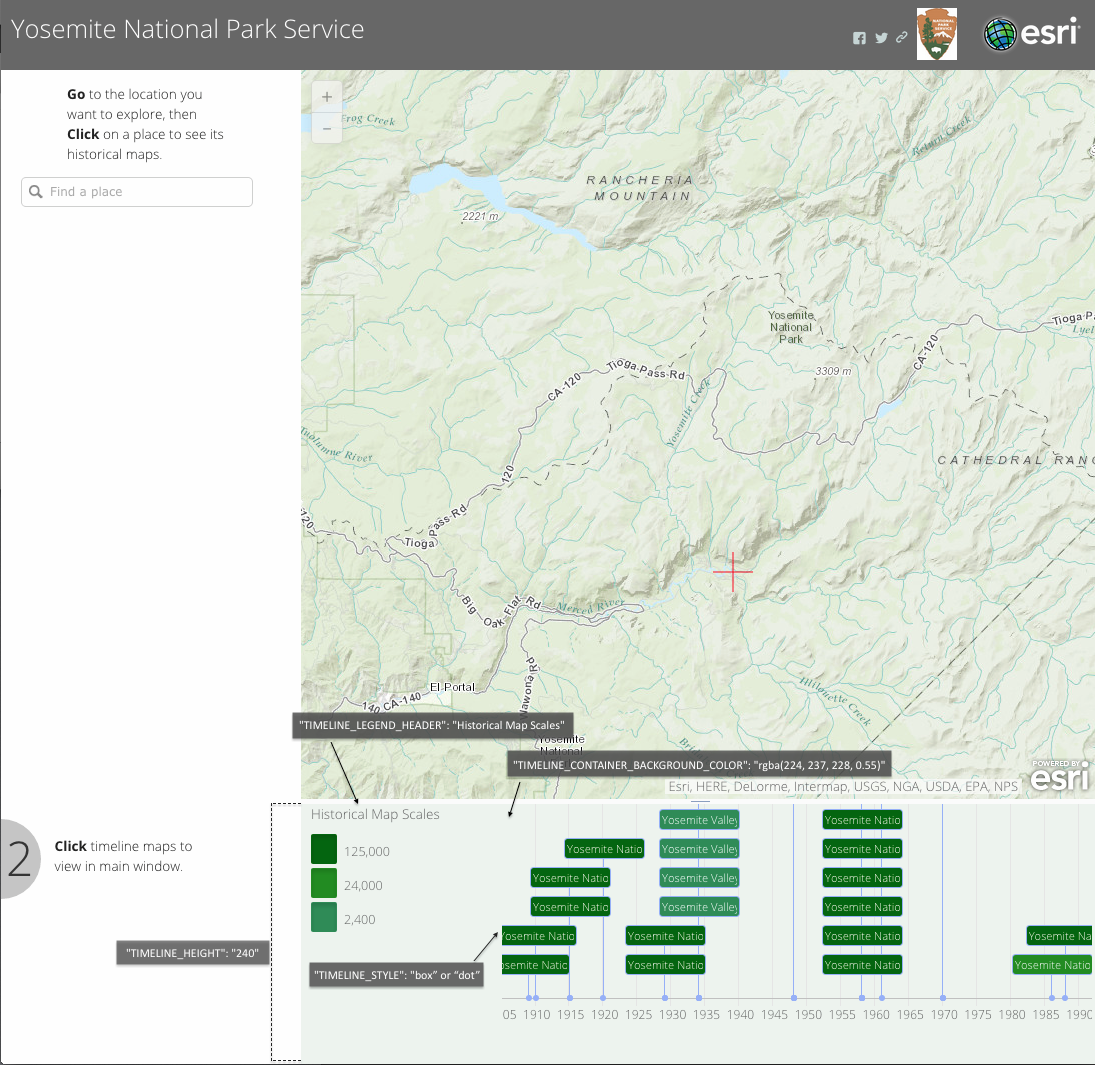 Yosemite National Park Service
NATIONAL
PARK
SERVICE
esri
Go to the location you
want to explore, then
Click on a place to see its
historical maps.
Find a place
+
−
Frog Creek
Return Creek
RANCHERIA
MOUNTAIN
2221 m
Yosemite
National
Park
Tioga P
Lyel
CA-120
Tioga Pass Rd
CA-120
3309 m
Yosemite Creek
Tuolumne River
CATHEDRAL RANG
120
120
Tioga Pass Rd
Big Oak Flat Rd
Merced River
Wawona Rd
El Portal
140 CA-140
Illilouette Creek
"TIMELINE_LEGEND_HEADER": "Historical Map Scales"
Yosemite
National
"TIMELINE_CONTAINER_BACKGROUND_COLOR": "rgba(224, 237, 228, 0.55)"
POWERED BY
esri
Esri, HERE, DeLorme, Intermap, USGS, NGA, USDA, EPA, NPS
2
Click timeline maps to
view in main window.
"TIMELINE_HEIGHT": "240"
Historical Map Scales
125,000
24,000
2,400
"TIMELINE_STYLE": "box" or "dot"
Yosemite Valley Yosemite Natio
Yosemite Natio Yosemite Valley Yosemite Natio
Yosemite Natio Yosemite Valley Yosemite Natio
Yosemite Natio Yosemite Valley Yosemite Natio
Yosemite Natio Yosemite Natio Yosemite Natio Yosemite Na
osemite Natio Yosemite Natio Yosemite Natio Yosemite Natio
05 1910 1915 1920 1925 1930 1935 1940 1945 1950 1955 1960 1965 1970 1975 1980 1985 1990